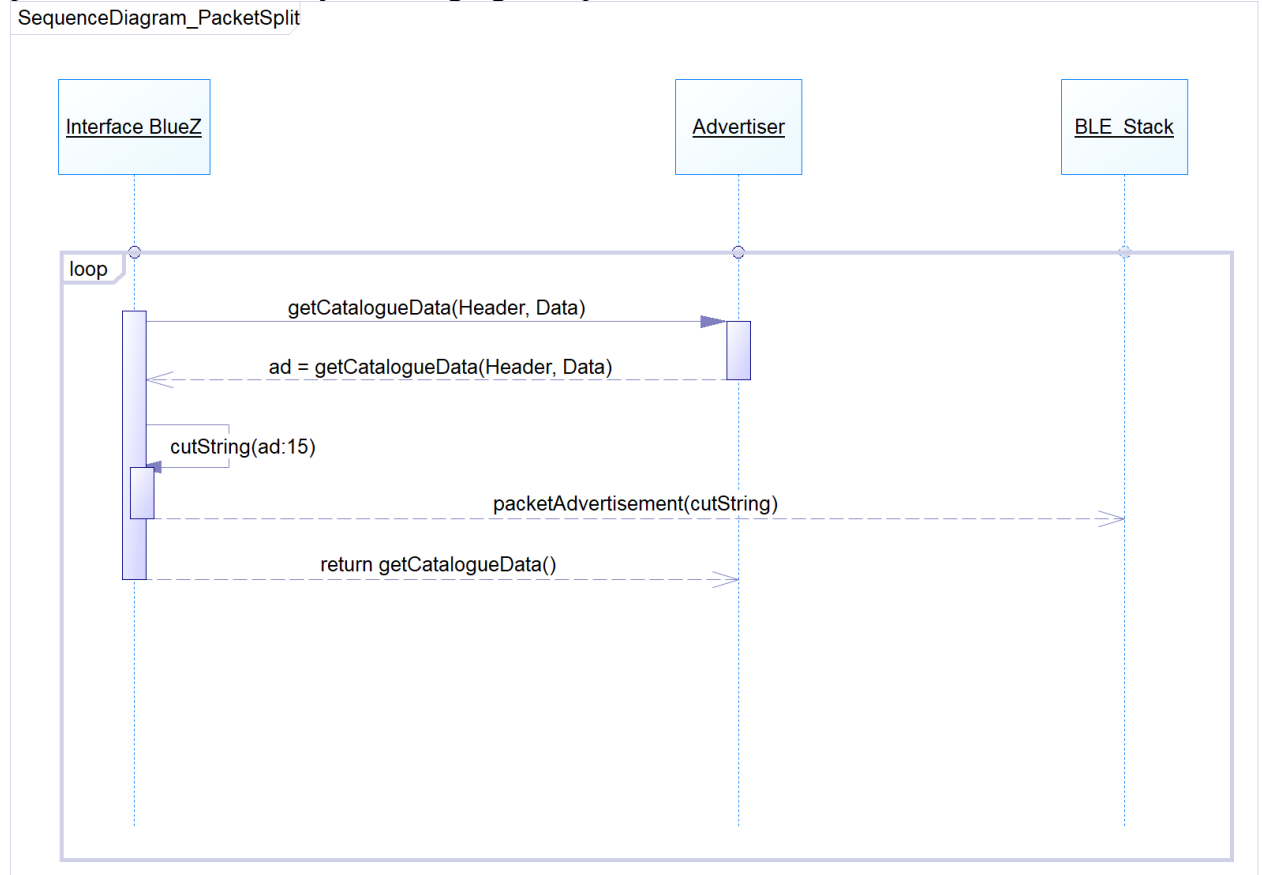 SequenceDiagram_PacketSplit
Interface BlueZ
Advertiser
BLE_Stack
loop
getCatalogueData(Header, Data)
ad = getCatalogueData(Header, Data)
cutString(ad:15)
packetAdvertisement(cutString)
return getCatalogueData()